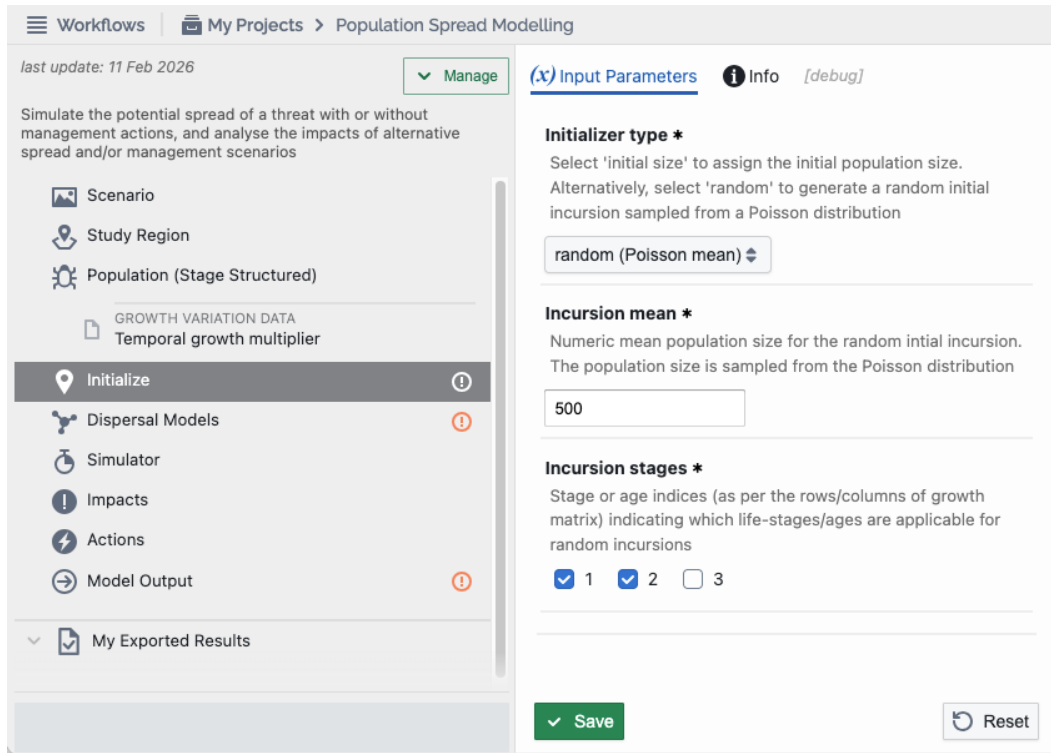 Workflows My Projects > Population Spread Modelling
last update: 11 Feb 2026
Manage
Simulate the potential spread of a threat with or without
management actions, and analyse the impacts of alternative
spread and/or management scenarios
Scenario
Study Region
Population (Stage Structured)
GROWTH VARIATION DATA
Temporal growth multiplier
Initialize
Dispersal Models
Simulator
Impacts
Actions
Model Output
My Exported Results
(x) Input Parameters Info [debug]
Initializer type *
Select 'initial size' to assign the initial population size.
Alternatively, select 'random' to generate a random initial
incursion sampled from a Poisson distribution
random (Poisson mean)
Incursion mean *
Numeric mean population size for the random intial incursion.
The population size is sampled from the Poisson distribution
500
Incursion stages *
Stage or age indices (as per the rows/columns of growth
matrix) indicating which life-stages/ages are applicable for
random incursions
1 2 3
Save Reset